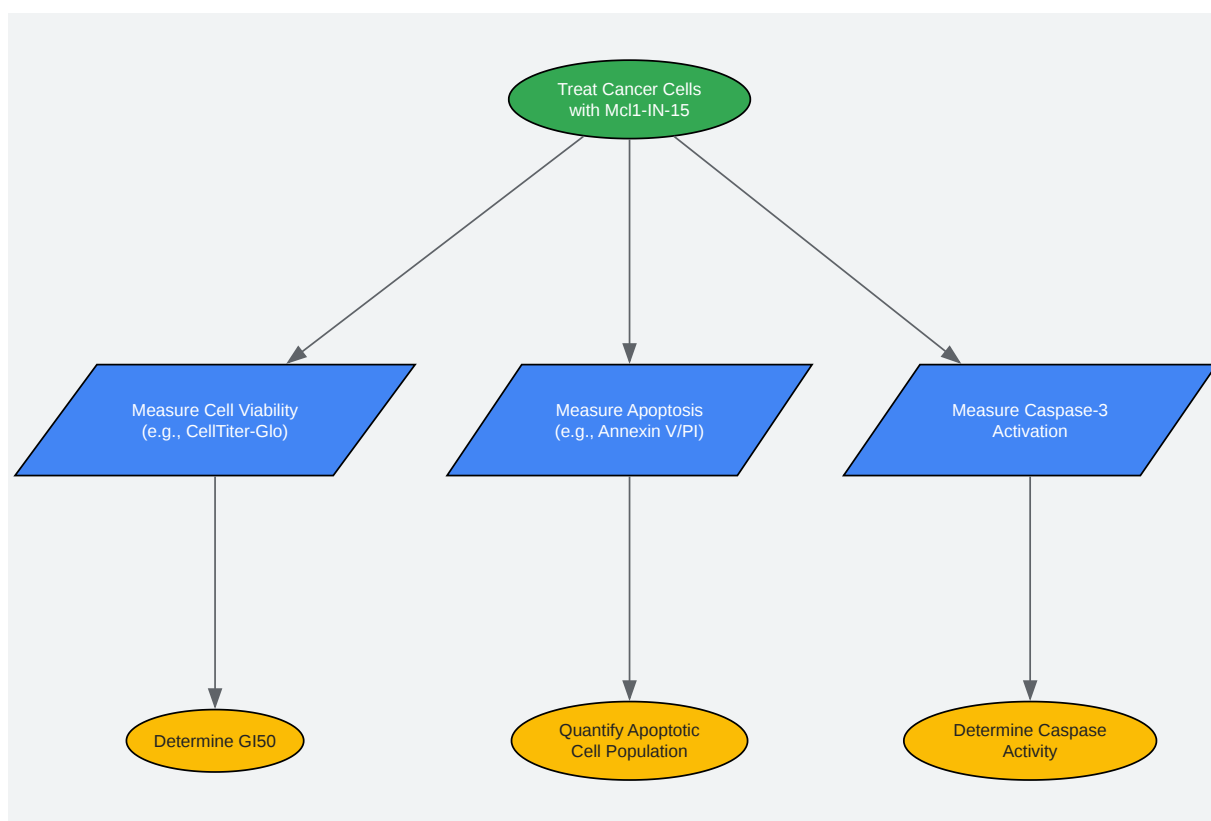 Treat Cancer Cells
with Mcl1-IN-15
Measure Cell Viability
(e.g., CellTiter-Glo)
Measure Apoptosis
(e.g., Annexin V/PI)
Measure Caspase-3
Activation
Determine GI50
Quantify Apoptotic
Cell Population
Determine Caspase
Activity